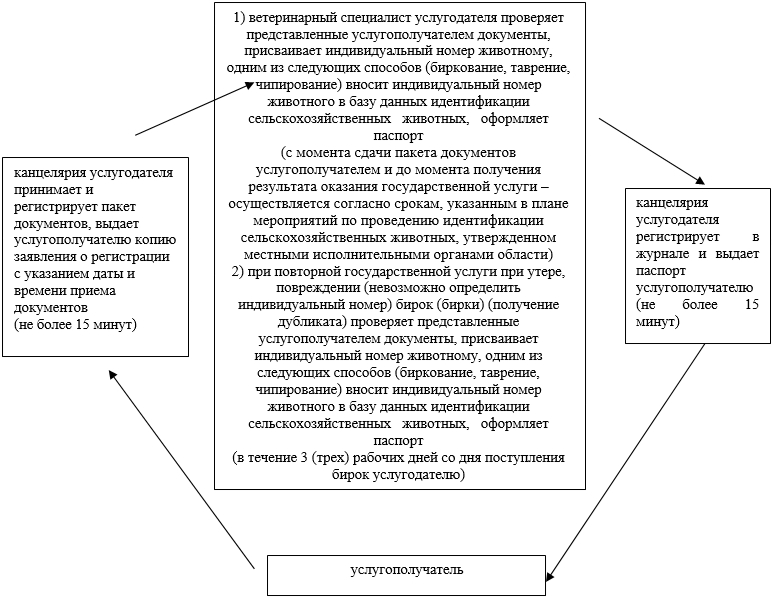 1) ветеринарный специалист услугодателя проверяет
представленные услугополучателем документы,
присваивает индивидуальный номер животному,
одним из следующих способов (биркование, таврение,
чипирование) вносит индивидуальный номер
животного в базу данных идентификации
сельскохозяйственных животных, оформляет
паспорт
(с момента сдачи пакета документов
услугополучателем и до момента получения
результата оказания государственной услуги –
осуществляется согласно срокам, указанным в плане
мероприятий по проведению идентификации
сельскохозяйственных животных, утвержденном
местными исполнительными органами области)
2) при повторной государственной услуги при утере,
повреждении (невозможно определить
индивидуальный номер) бирок (бирки) (получение
дубликата) проверяет представленные
услугополучателем документы, присваивает
индивидуальный номер животному, одним из
следующих способов (биркование, таврение,
чипирование) вносит индивидуальный номер
животного в базу данных идентификации
сельскохозяйственных животных, оформляет
паспорт
(в течение 3 (трех) рабочих дней со дня поступления
бирок услугодателю)
канцелярия услугодателя
принимает и
регистрирует пакет
документов, выдает
услугополучателю копию
заявления о регистрации
с указанием даты и
времени приема
документов
(не более 15 минут)
канцелярия
услугодателя
регистрирует в
журнале и выдает
паспорт
услугополучателю
(не более 15
минут)
услугополучатель